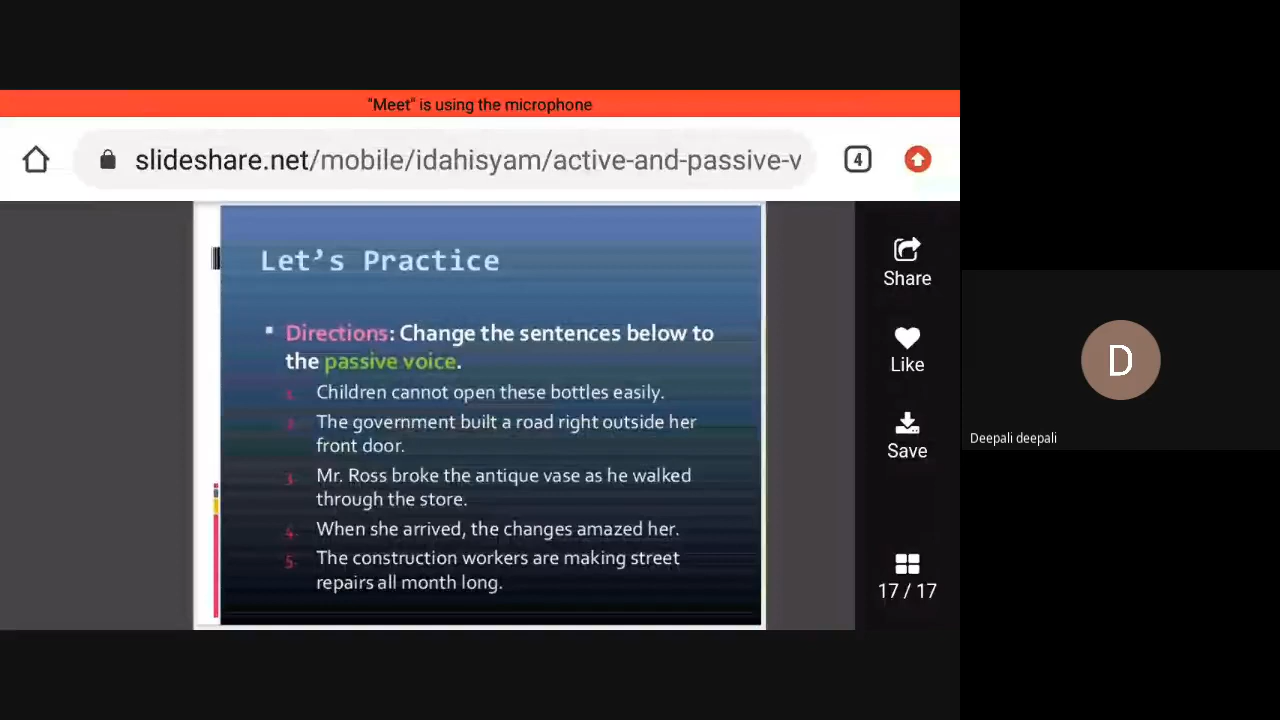 "Meet" is using the microphone
slideshare.net/mobile/idahisyam/active-and-passive-v
4
Let's Practice
Share
Directions: Change the sentences below to
the passive voice.
Like
1. Children cannot open these bottles easily.
2. The government built a road right outside her
front door.
D
Deepali deepali
Save
3. Mr. Ross broke the antique vase as he walked
through the store.
4. When she arrived, the changes amazed her.
5. The construction workers are making street
repairs all month long.
17 / 17